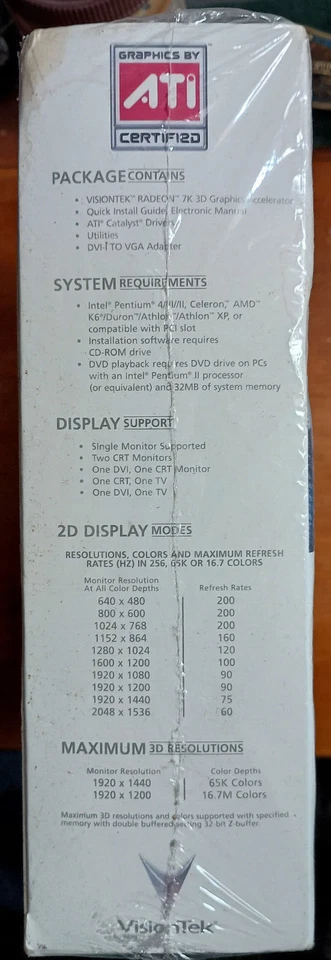 GRAPHICS BY
ATI
CERTIFIED
PACKAGE CONTAINS
• VISIONTEK™ RADEON™ 7K 3D Graphics Accelerator
• Quick Install Guide, Electronic Manual
• ATI® Catalyst® Drivers
• Utilities
• DVI-I TO VGA Adapter
SYSTEM REQUIREMENTS
• Intel® Pentium® 4/III/II, Celeron,™ AMD™
K6®/Duron™/Athlon™/Athlon™ XP, or
compatible with PCI slot
• Installation software requires
CD-ROM drive
• DVD playback requires DVD drive on PCs
with an Intel® Pentium® II processor
(or equivalent) and 32MB of system memory
DISPLAY SUPPORT
• Single Monitor Supported
• Two CRT Monitors
• One DVI, One CRT Monitor
• One CRT, One TV
• One DVI, One TV
2D DISPLAY MODES
RESOLUTIONS, COLORS AND MAXIMUM REFRESH
RATES (HZ) IN 256, 65K OR 16.7 COLORS
Monitor Resolution
At All Color Depths Refresh Rates
640 x 480 200
800 x 600 200
1024 x 768 200
1152 x 864 160
1280 x 1024 120
1600 x 1200 100
1920 x 1080 90
1920 x 1200 90
1920 x 1440 75
2048 x 1536 60
MAXIMUM 3D RESOLUTIONS
Monitor Resolution Color Depths
1920 x 1440 65K Colors
1920 x 1200 16.7M Colors
Maximum 3D resolutions and colors supported with specified
memory with double buffered setting 32-bit Z-buffer.
VisionTek